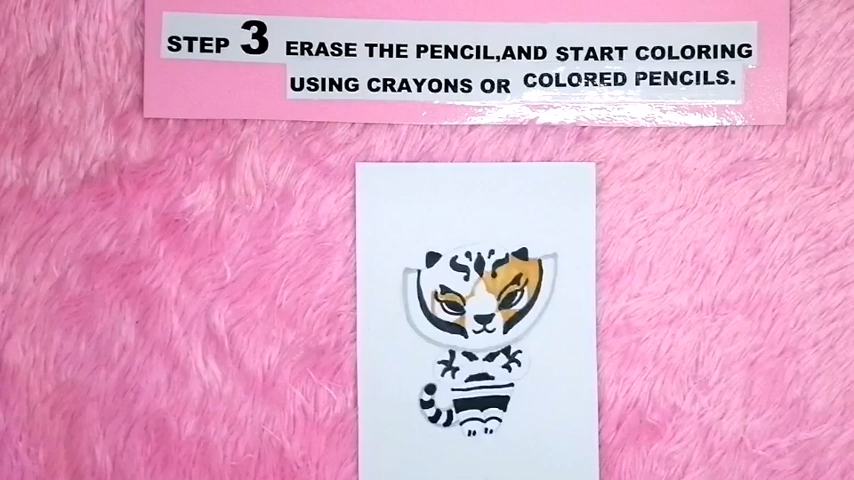 STEP 3 ERASE THE PENCIL,AND START COLORING
USING CRAYONS OR COLORED PENCILS.